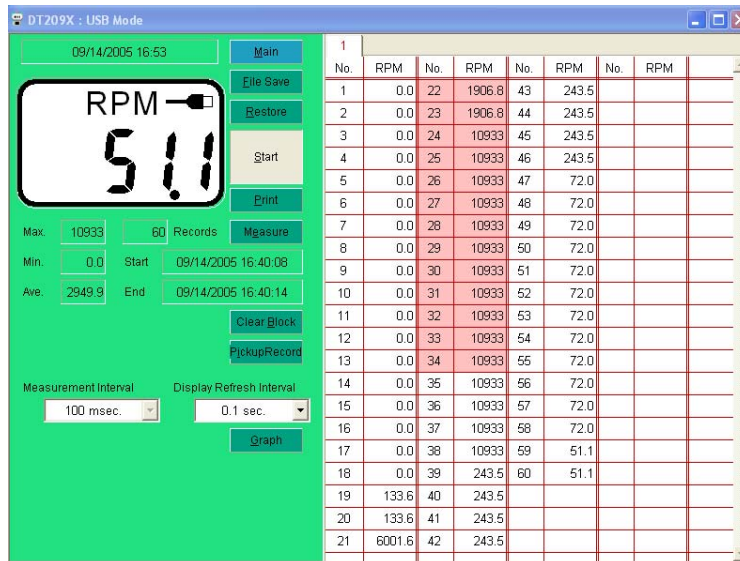 DT209X : USB Mode
09/14/2005 16:53
Main
File Save
Restore
Start
Print
RPM
51.1
Max. 10933 60 Records Measure
Min. 0.0 Start 09/14/2005 16:40:08
Ave. 2949.9 End 09/14/2005 16:40:14
Clear Block
PickupRecord
Measurement Interval Display Refresh Interval
100 msec. 0.1 sec.
Graph
1
No. RPM No. RPM No. RPM No. RPM
1 0.0 22 1906.8 43 243.5
2 0.0 23 1906.8 44 243.5
3 0.0 24 10933 45 243.5
4 0.0 25 10933 46 243.5
5 0.0 26 10933 47 72.0
6 0.0 27 10933 48 72.0
7 0.0 28 10933 49 72.0
8 0.0 29 10933 50 72.0
9 0.0 30 10933 51 72.0
10 0.0 31 10933 52 72.0
11 0.0 32 10933 53 72.0
12 0.0 33 10933 54 72.0
13 0.0 34 10933 55 72.0
14 0.0 35 10933 56 72.0
15 0.0 36 10933 57 72.0
16 0.0 37 10933 58 72.0
17 0.0 38 10933 59 51.1
18 0.0 39 243.5 60 51.1
19 133.6 40 243.5
20 133.6 41 243.5
21 6001.6 42 243.5